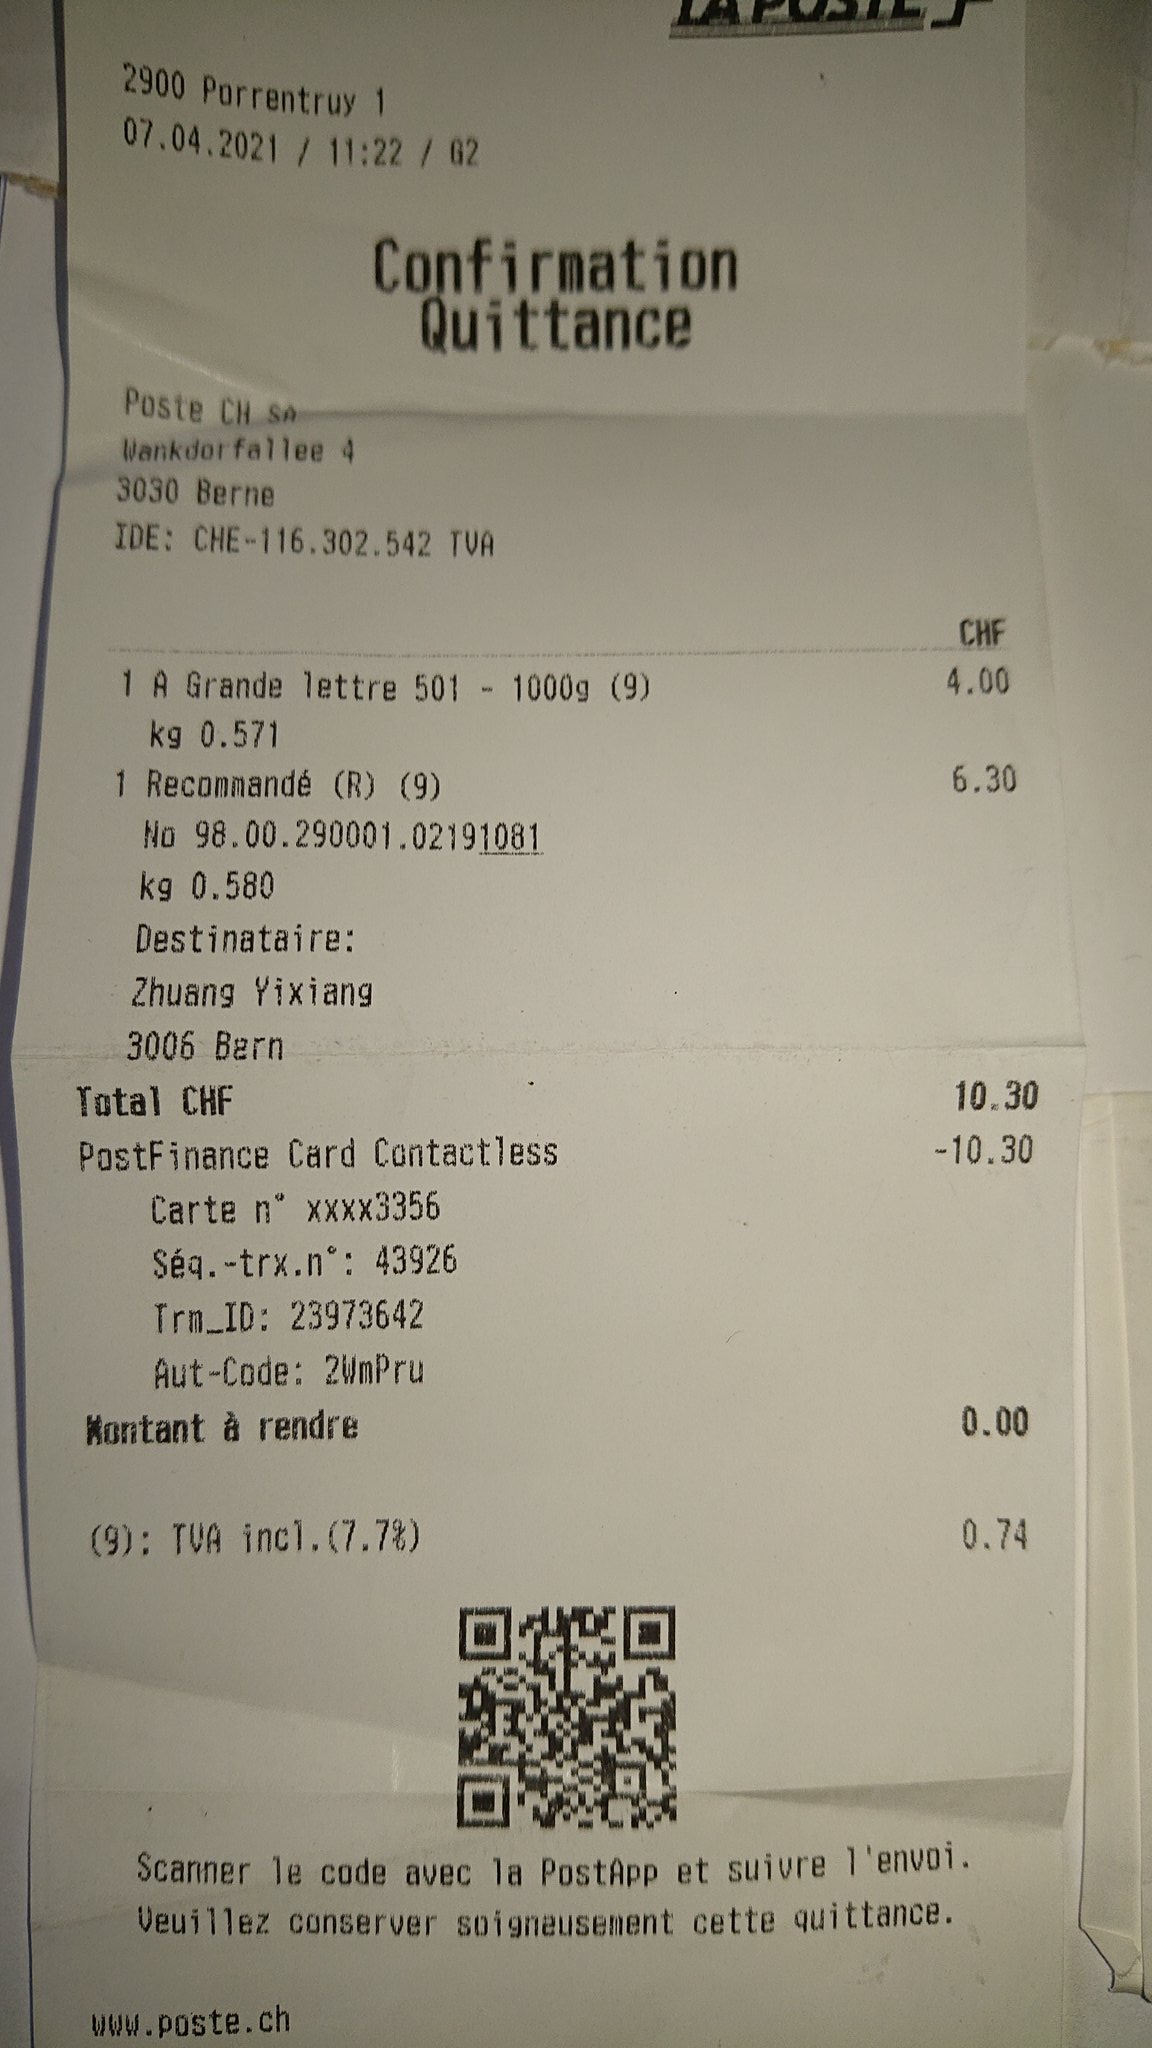 LA POSTE
2900 Porrentruy 1
07.04.2021 / 11:22 / G2
Confirmation
Quittance
Poste CH SA
Wankdorfallee 4
3030 Berne
IDE: CHE-116.302.542 TVA
CHF
1 A Grande lettre 501 - 1000g (9) 4.00
kg 0.571
1 Recommandé (R) (9) 6.30
No 98.00.290001.02191081
kg 0.580
Destinataire:
Zhuang Yixiang
3006 Bern
Total CHF 10.30
PostFinance Card Contactless -10.30
Carte n° xxxx3356
Séq.-trx.n°: 43926
Trm_ID: 23973642
Aut-Code: 2WmPru
Montant à rendre 0.00
(9): TVA incl.(7.7%) 0.74
Scanner le code avec la PostApp et suivre l'envoi.
Veuillez conserver soigneusement cette quittance.
www.poste.ch